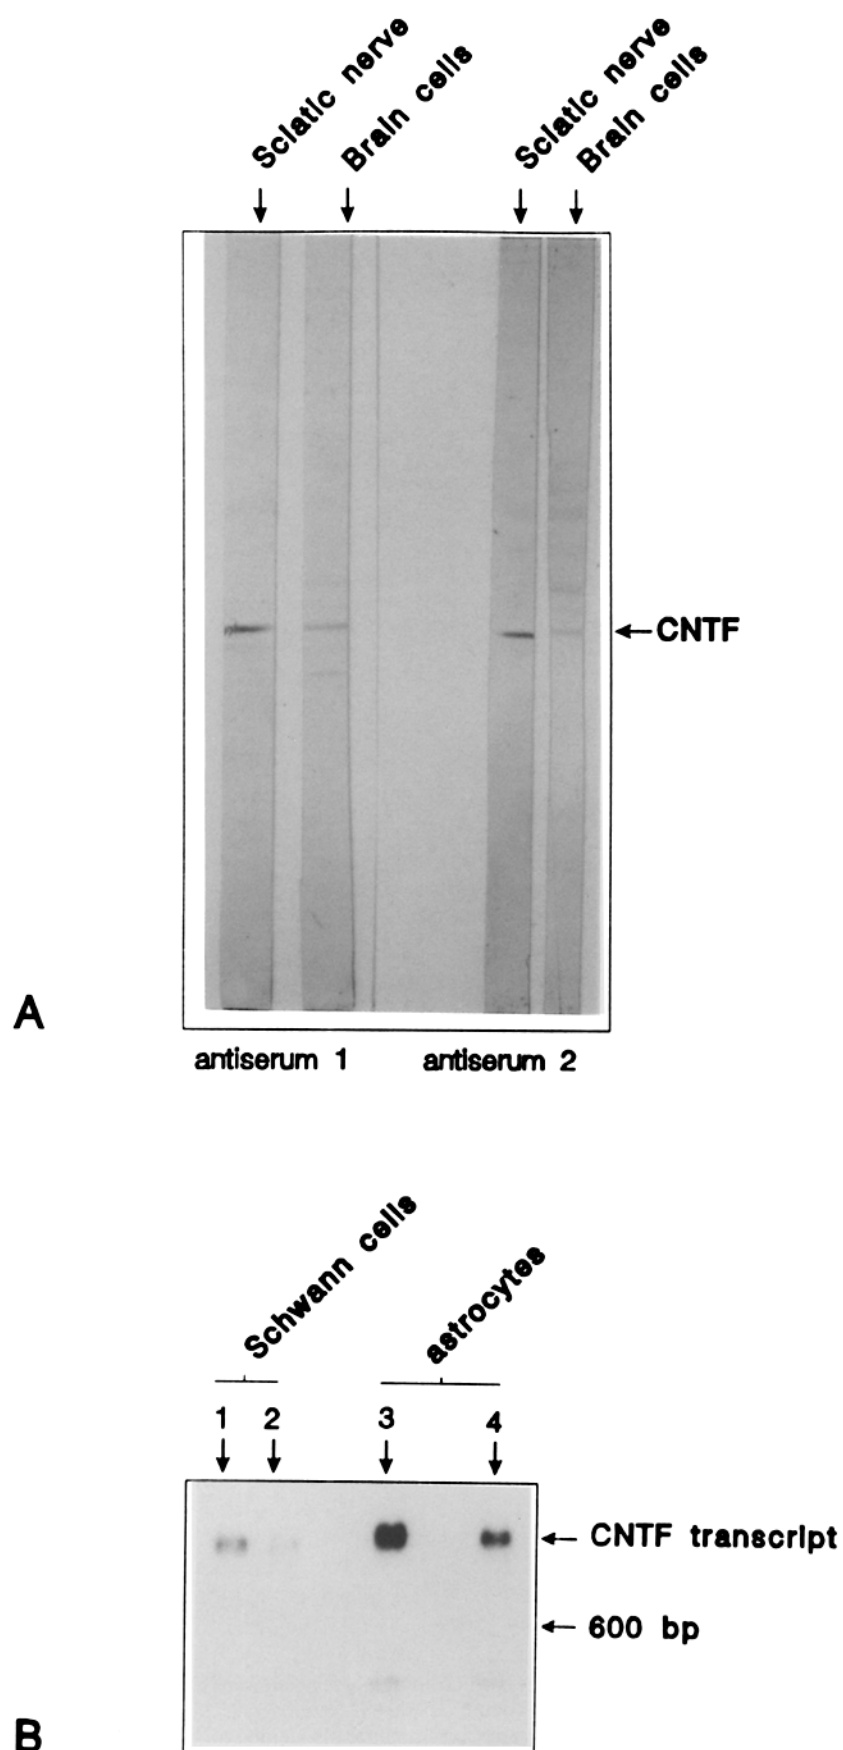 Sciatic nerve
Brain cells
Sciatic nerve
Brain cells
CNTF
A
antiserum 1
antiserum 2
Schwann cells
astrocytes
1 2 3 4
CNTF transcript
600 bp
B